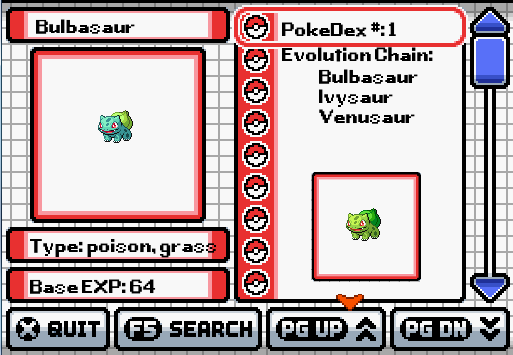 Bulbasaur
PokeDex #:1
Evolution Chain:
Bulbasaur
Ivysaur
Venusaur
Type: poison, grass
Base EXP: 64
X QUIT
F5 SEARCH
PG UP
PG DN